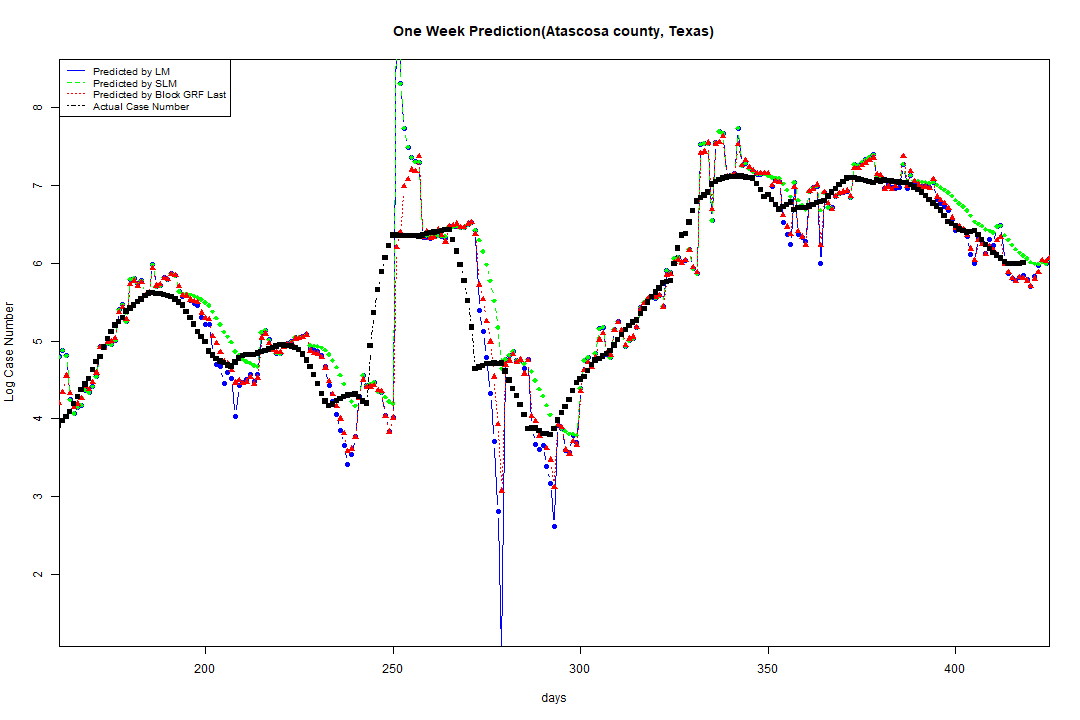 One Week Prediction(Atascosa county, Texas)
Predicted by LM
Predicted by SLM
Predicted by Block GRF Last
Actual Case Number
8
7
6
5
4
3
2
Log Case Number
200
250
300
350
400
days